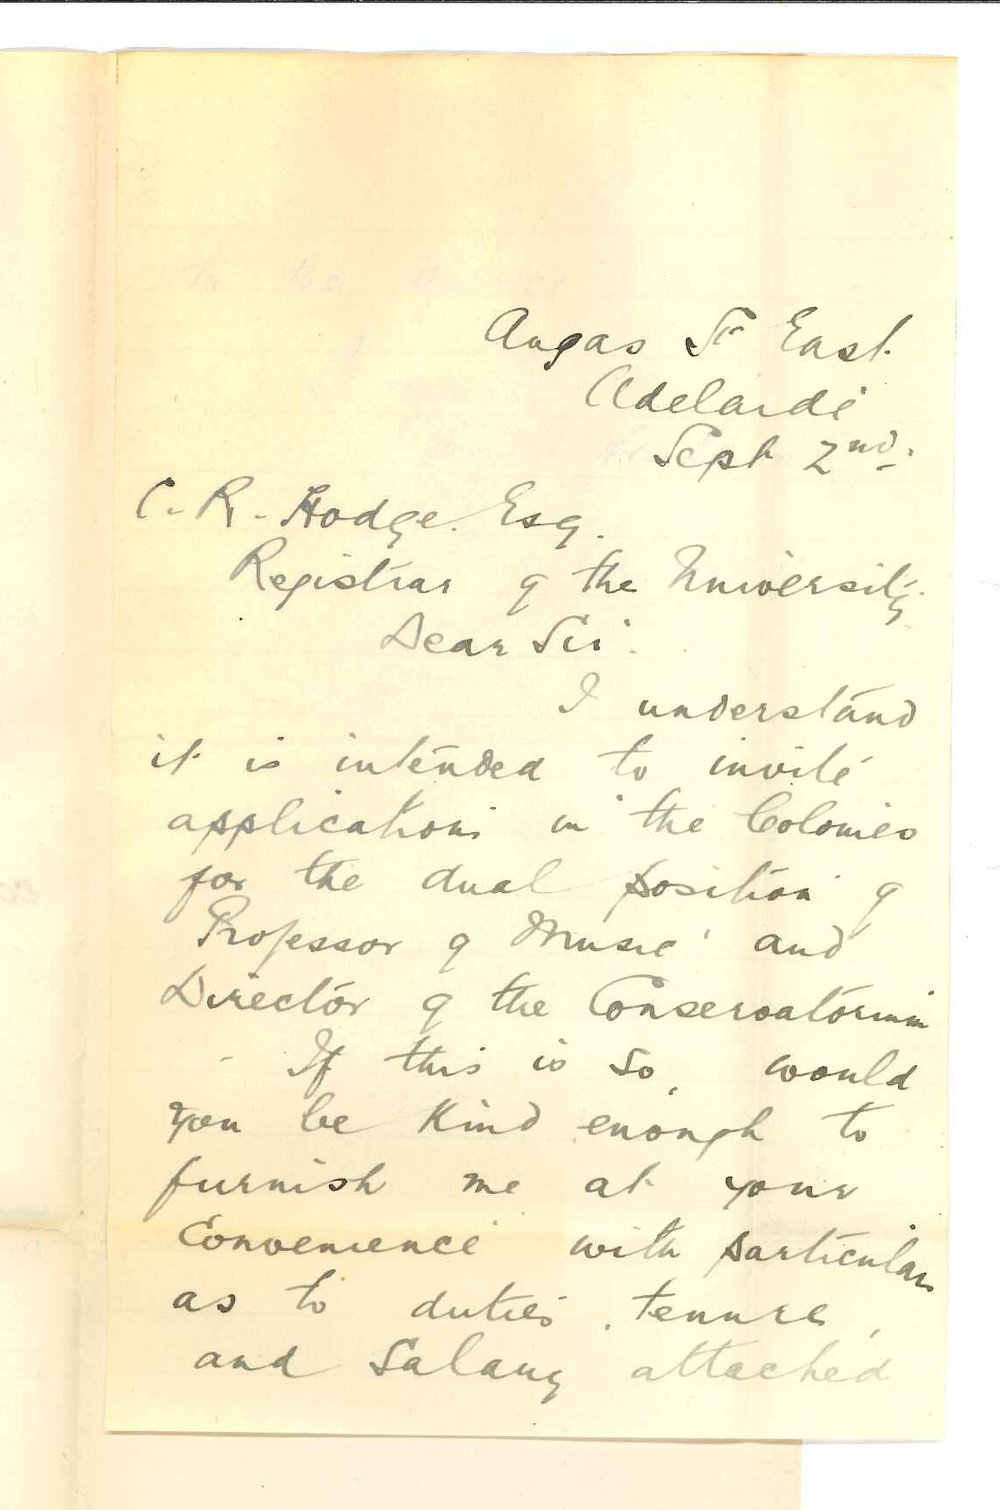 Angas St East
Adelaide
Sept 2nd.
C. R. Hodge. Esq.
Registrar of the University
Dear Sir.
I understand
it is intended to invite
applications in the Colonies
for the dual position of
Professor of Music and
Director of the Conservatorium
- If this is so, would
you be kind enough to
furnish me at your
Convenience with particulars
as to duties, tenure,
and Salary attached